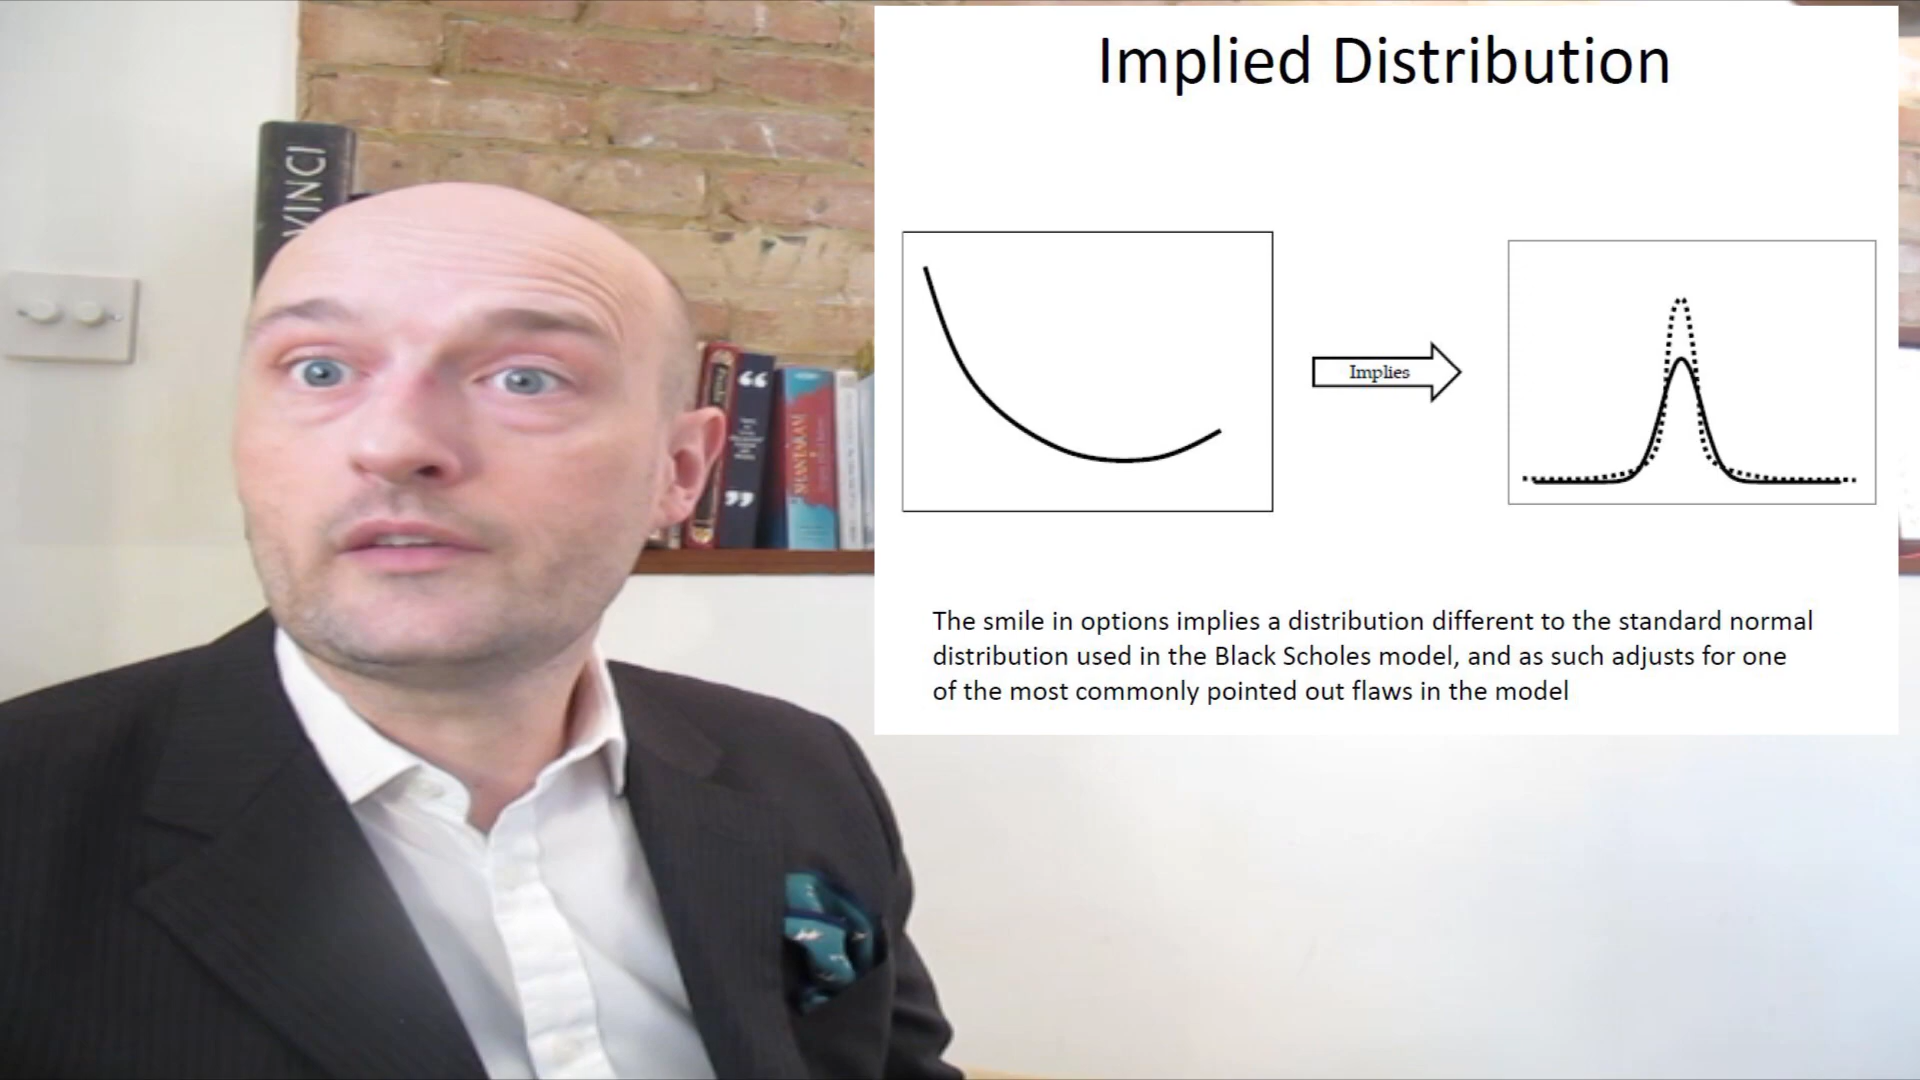 Implied Distribution
Implies
The smile in options implies a distribution different to the standard normal
distribution used in the Black Scholes model, and as such adjusts for one
of the most commonly pointed out flaws in the model
VINCI
“
”
SHANTARAM